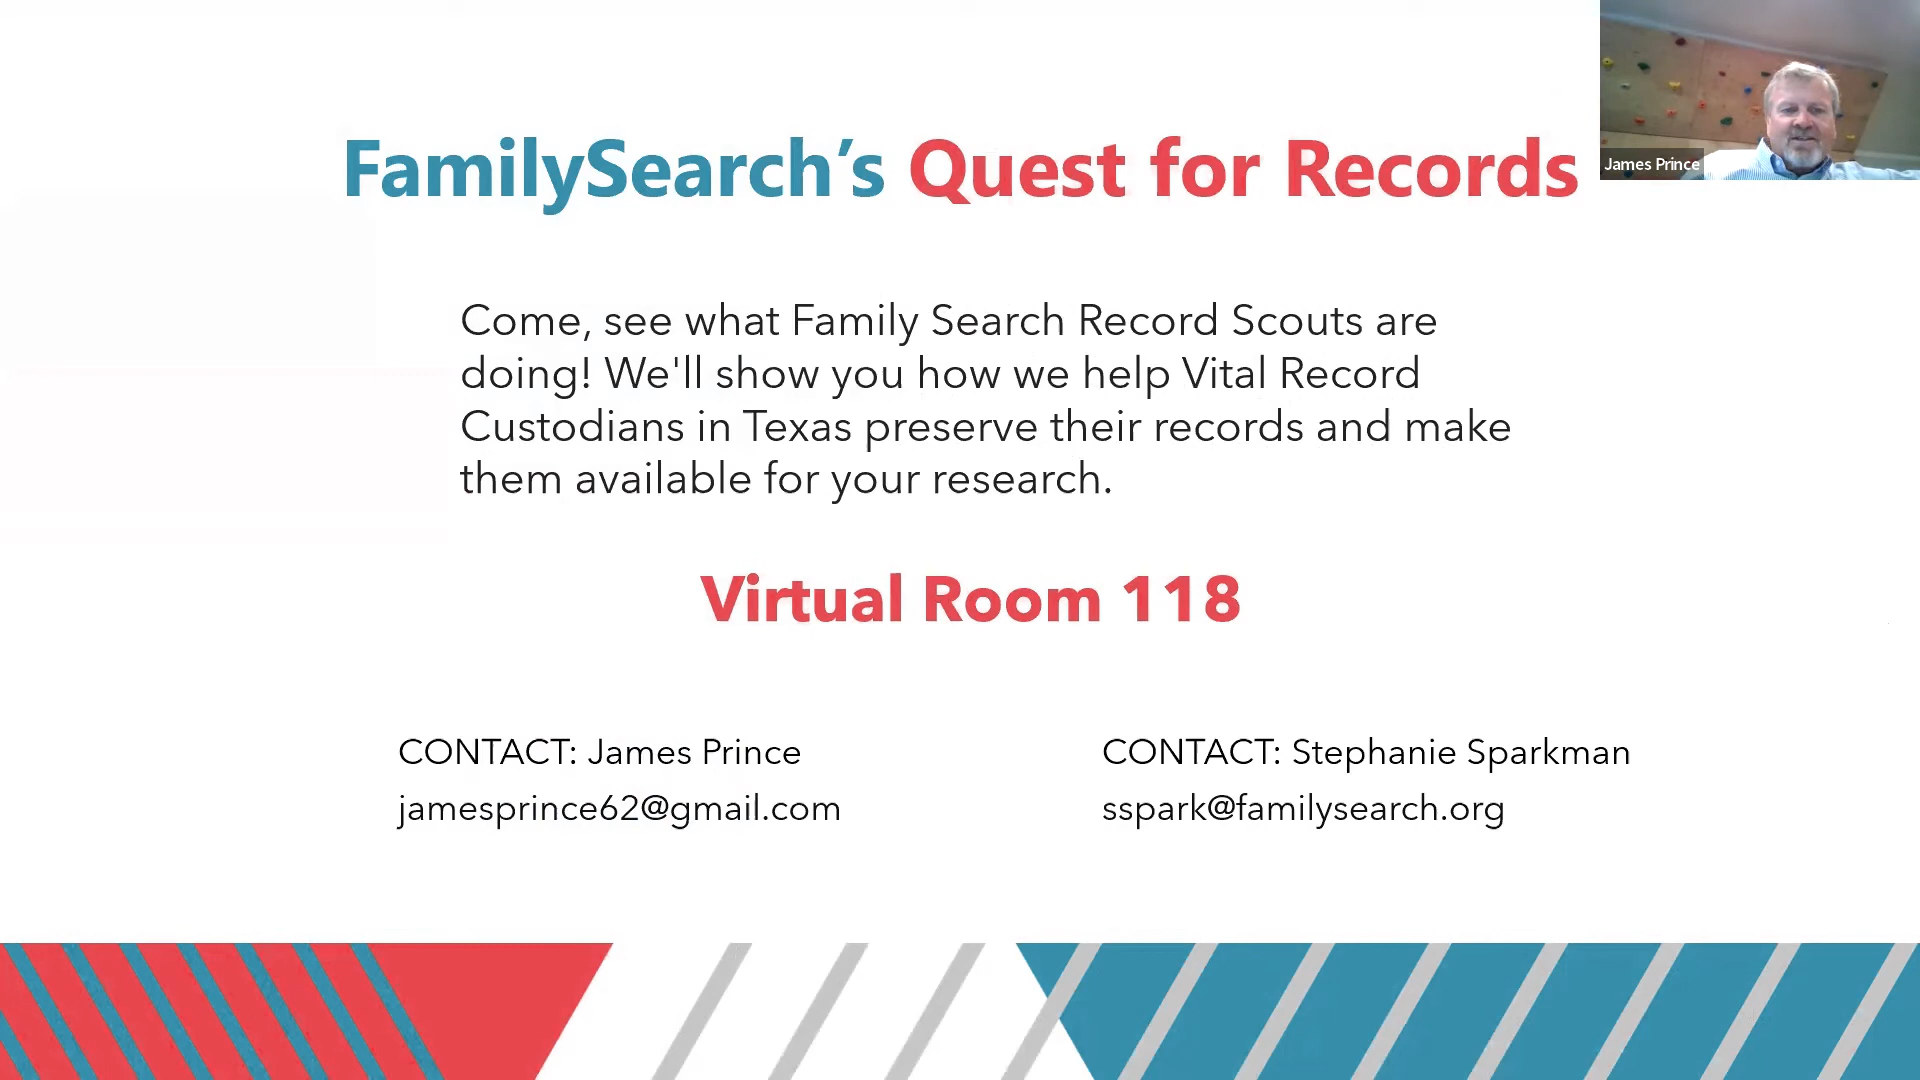 FamilySearch’s Quest for Records
James Prince
Come, see what Family Search Record Scouts are
doing! We'll show you how we help Vital Record
Custodians in Texas preserve their records and make
them available for your research.
Virtual Room 118
CONTACT: James Prince
jamesprince62@gmail.com
CONTACT: Stephanie Sparkman
sspark@familysearch.org